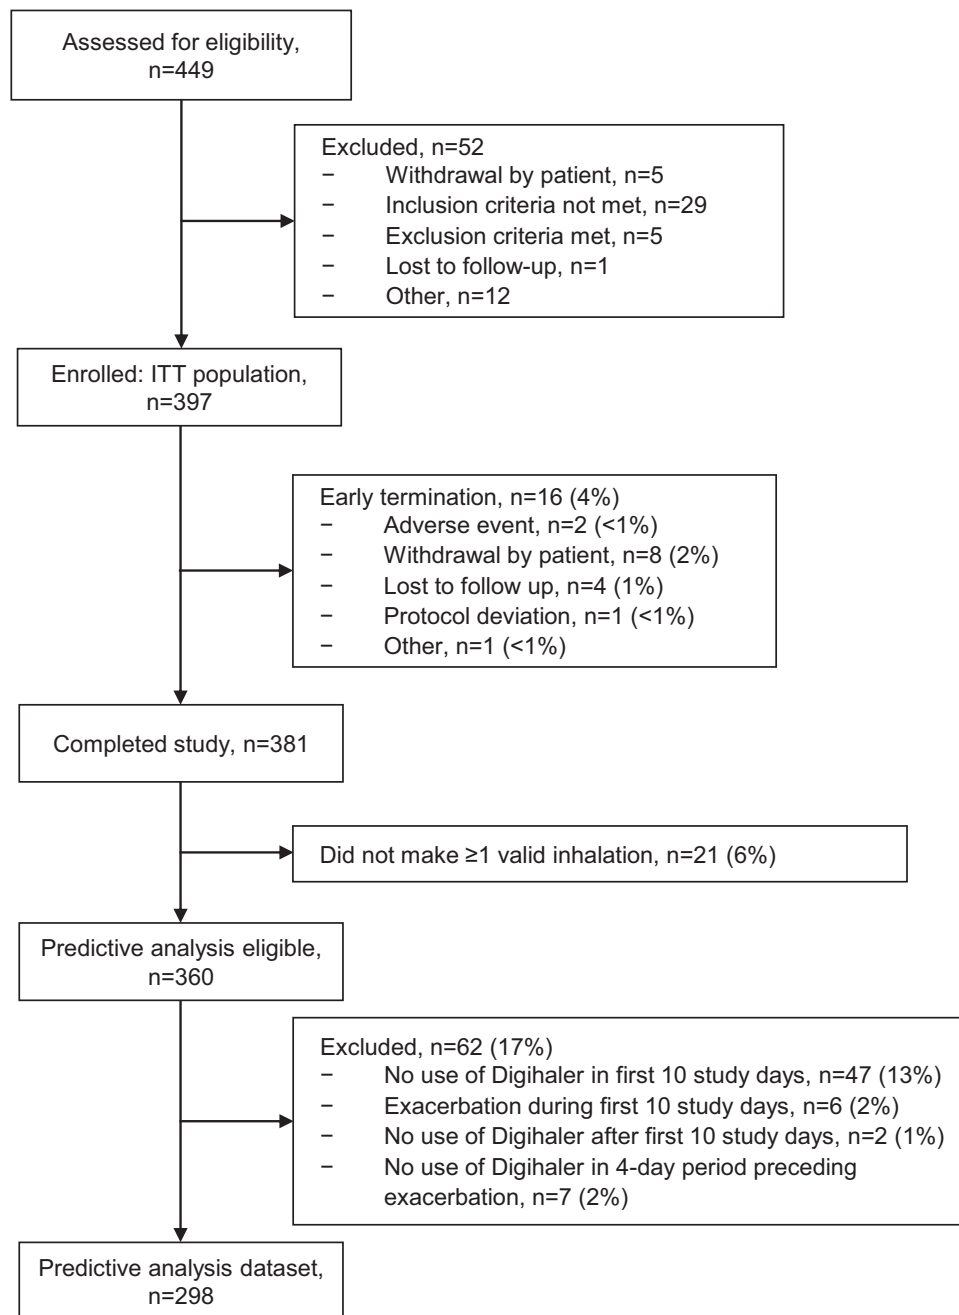 Assessed for eligibility,
n=449
Excluded, n=52
− Withdrawal by patient, n=5
− Inclusion criteria not met, n=29
− Exclusion criteria met, n=5
− Lost to follow-up, n=1
− Other, n=12
Enrolled: ITT population,
n=397
Early termination, n=16 (4%)
− Adverse event, n=2 (<1%)
− Withdrawal by patient, n=8 (2%)
− Lost to follow up, n=4 (1%)
− Protocol deviation, n=1 (<1%)
− Other, n=1 (<1%)
Completed study, n=381
Did not make ≥1 valid inhalation, n=21 (6%)
Predictive analysis eligible,
n=360
Excluded, n=62 (17%)
− No use of Digihaler in first 10 study days, n=47 (13%)
− Exacerbation during first 10 study days, n=6 (2%)
− No use of Digihaler after first 10 study days, n=2 (1%)
− No use of Digihaler in 4-day period preceding
exacerbation, n=7 (2%)
Predictive analysis dataset,
n=298